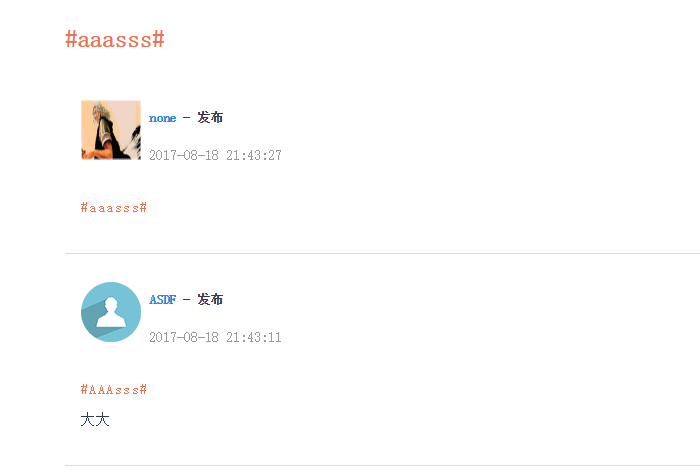 #aaasss#
none - 发布
2017-08-18 21:43:27
#aaasss#
ASDF - 发布
2017-08-18 21:43:11
#AAAsss#
大大